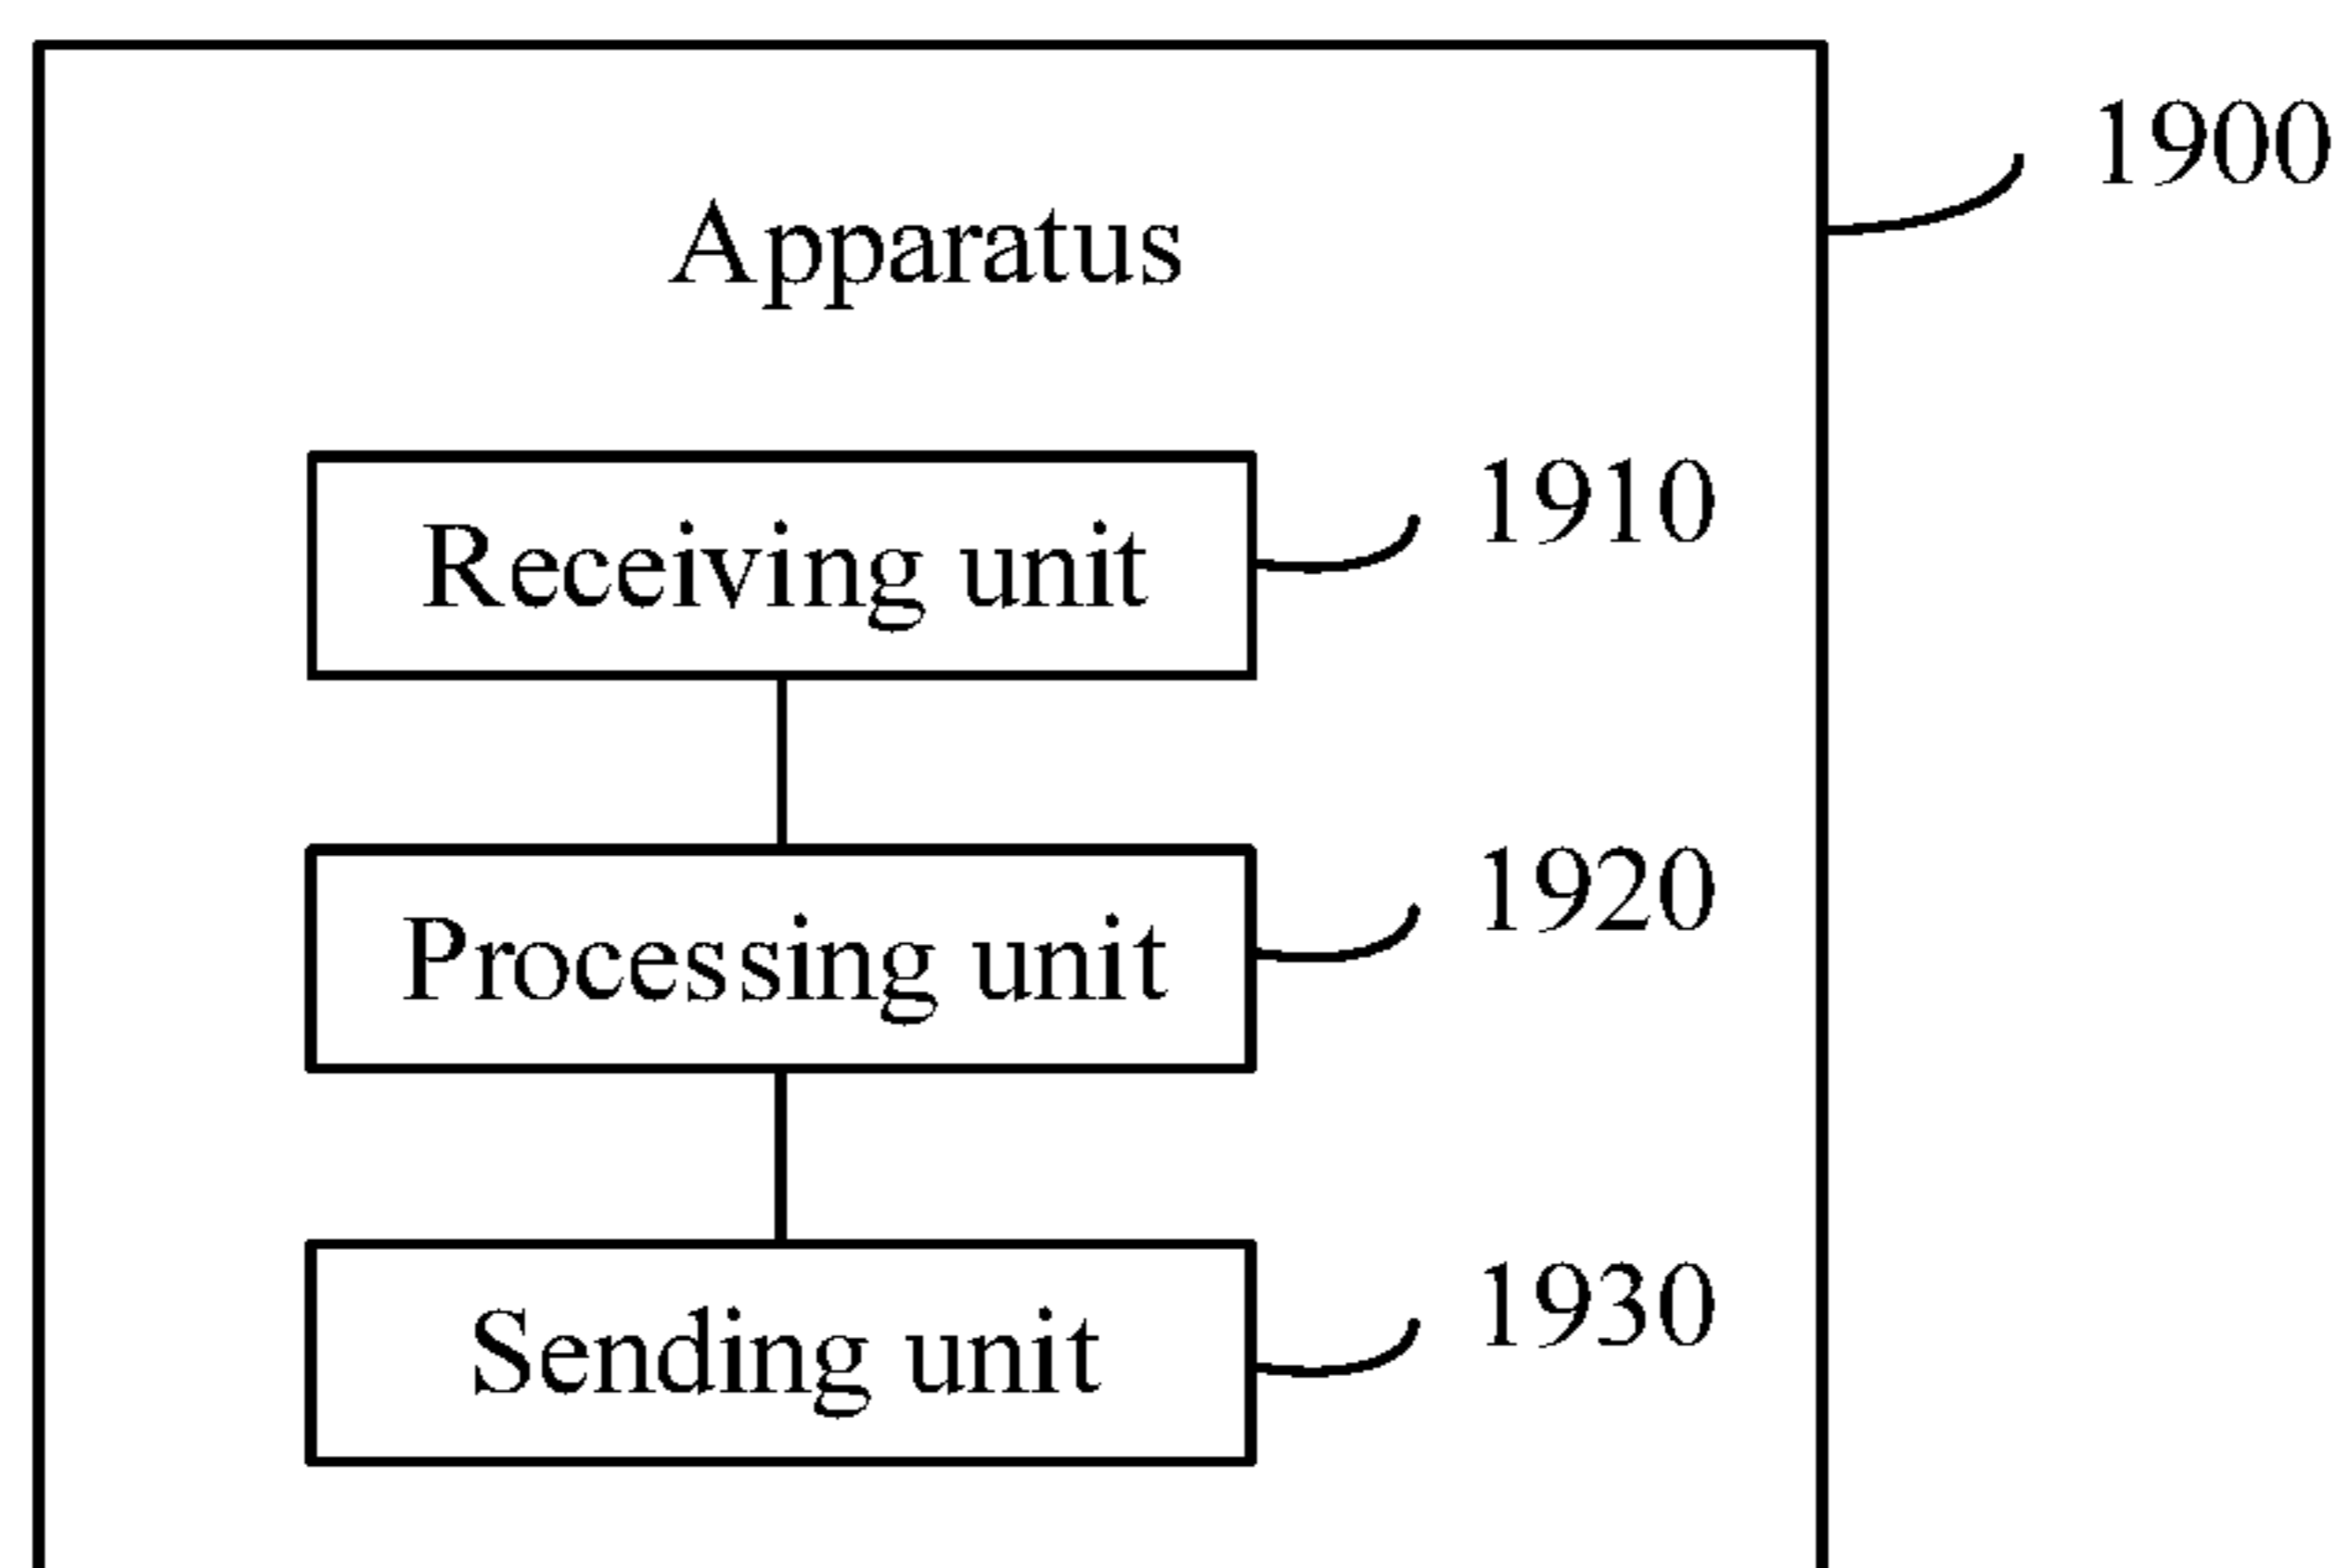 1900
Apparatus
1910
Receiving unit
1920
Processing unit
1930
Sending unit